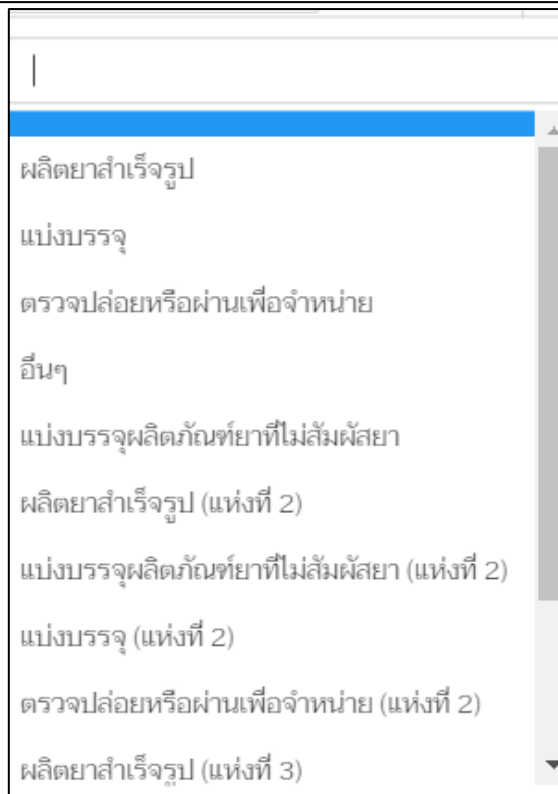 ผลิตยาสำเร็จรูป
แบ่งบรรจุ
ตรวจปล่อยหรือผ่านเพื่อจำหน่าย
อื่นๆ
แบ่งบรรจุผลิตภัณฑ์ยาที่ไม่สัมผัสยา
ผลิตยาสำเร็จรูป (แห่งที่ 2)
แบ่งบรรจุผลิตภัณฑ์ยาที่ไม่สัมผัสยา (แห่งที่ 2)
แบ่งบรรจุ (แห่งที่ 2)
ตรวจปล่อยหรือผ่านเพื่อจำหน่าย (แห่งที่ 2)
ผลิตยาสำเร็จรูป (แห่งที่ 3)